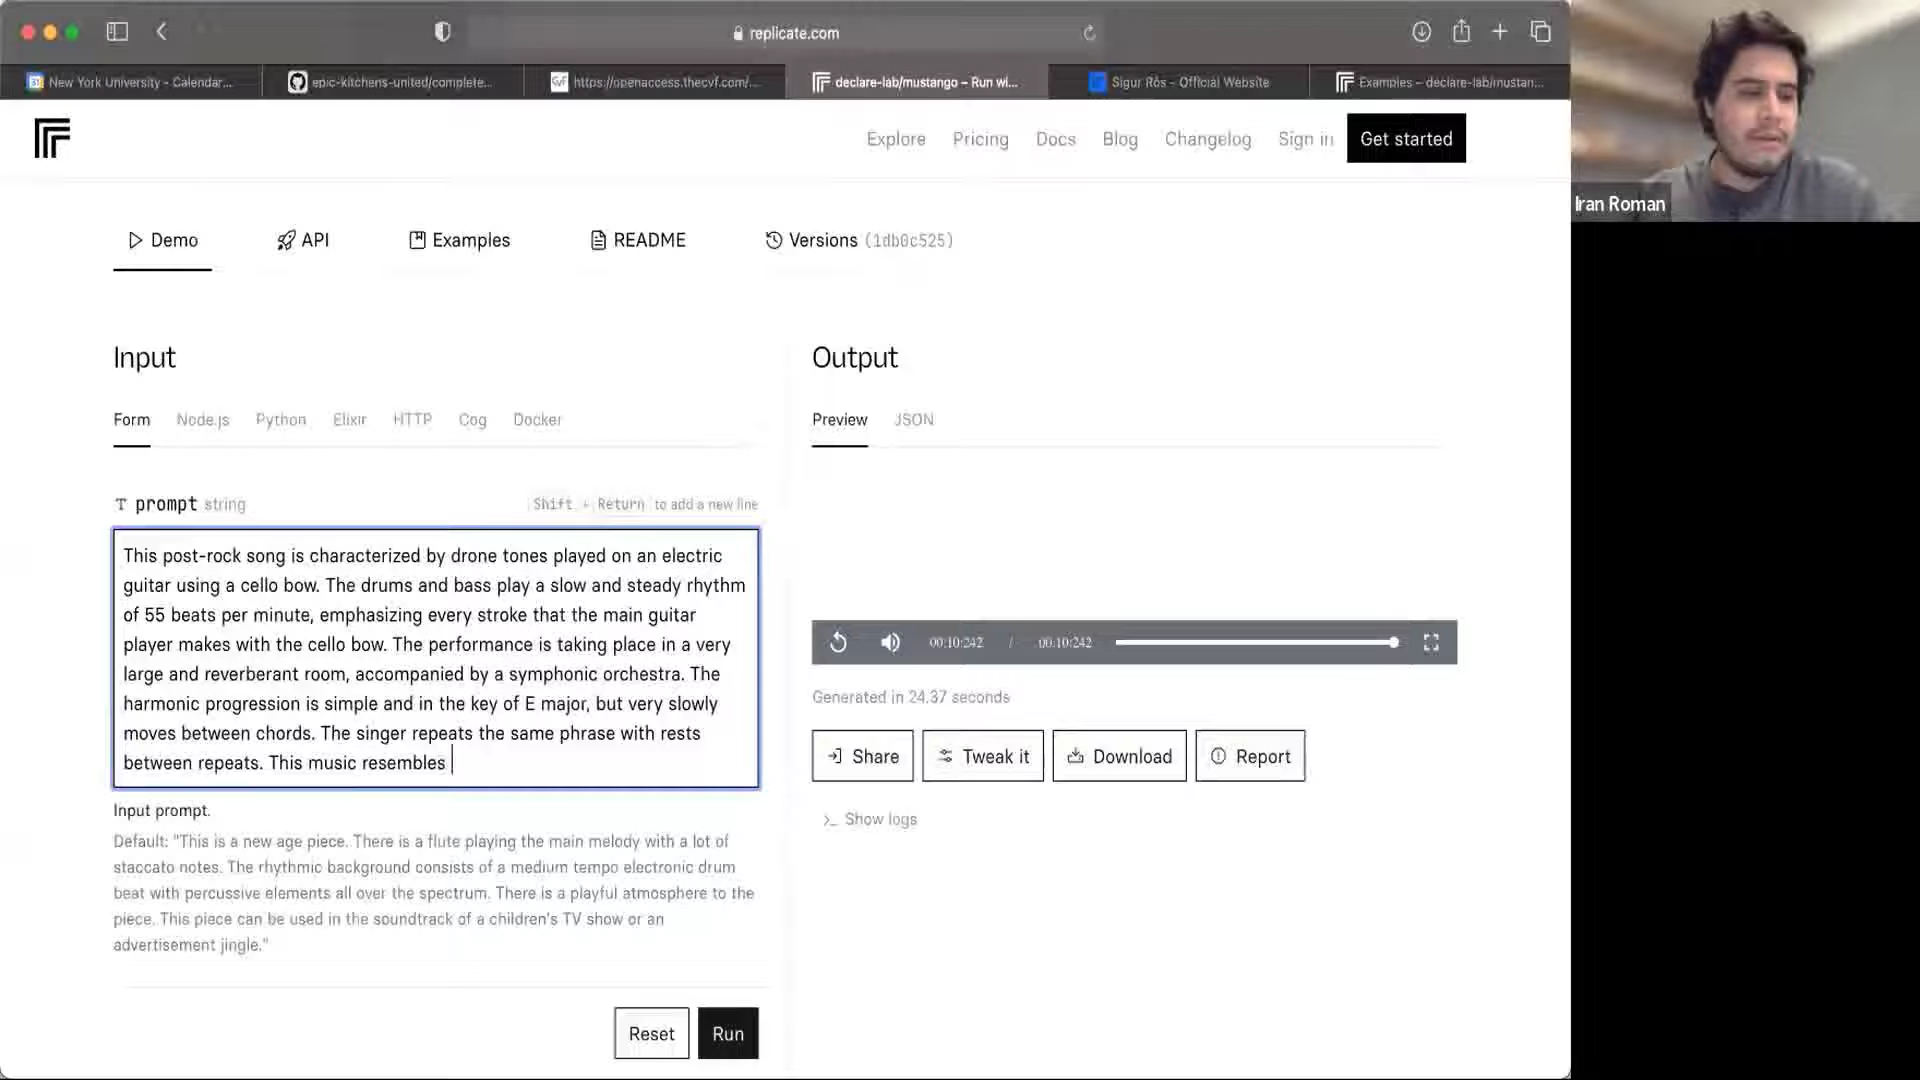 replicate.com
New York University - Calendar...
epic-kitchens-united/complete...
https://openaccess.thecvf.com/...
declare-lab/mustango – Run wi...
Sigur Rós - Official Website
Examples – declare-lab/mustan...
Explore
Pricing
Docs
Blog
Changelog
Sign in
Get started
Iran Roman
Demo
API
Examples
README
Versions (1db0c525)
Input
Form
Node.js
Python
Elixir
HTTP
Cog
Docker
T prompt string
Shift + Return to add a new line
This post-rock song is characterized by drone tones played on an electric
guitar using a cello bow. The drums and bass play a slow and steady rhythm
of 55 beats per minute, emphasizing every stroke that the main guitar
player makes with the cello bow. The performance is taking place in a very
large and reverberant room, accompanied by a symphonic orchestra. The
harmonic progression is simple and in the key of E major, but very slowly
moves between chords. The singer repeats the same phrase with rests
between repeats. This music resembles
Input prompt.
Default: "This is a new age piece. There is a flute playing the main melody with a lot of
staccato notes. The rhythmic background consists of a medium tempo electronic drum
beat with percussive elements all over the spectrum. There is a playful atmosphere to the
piece. This piece can be used in the soundtrack of a children's TV show or an
advertisement jingle."
Reset
Run
Output
Preview
JSON
00:10:242 / 00:10:242
Generated in 24.37 seconds
Share
Tweak it
Download
Report
>_ Show logs